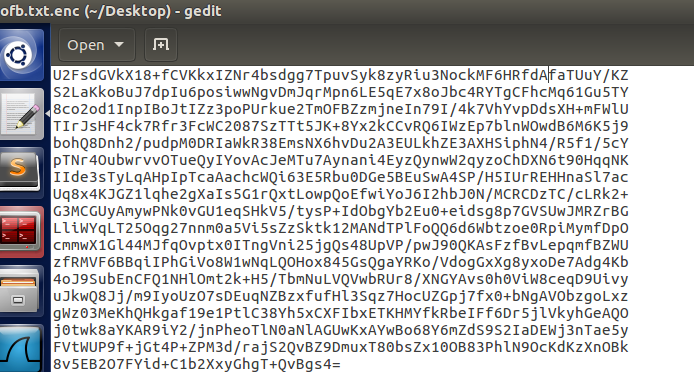 ofb.txt.enc (~/Desktop) - gedit
Open
U2FsdGVkX18+fCVKkxIZNr4bsdgg7TpuvSyk8zyRiu3NockMF6HRfdAfaTUuY/KZ
S2LaKkoBuJ7dpIu6posiwwNgvDmJqrMpn6LE5qE7x8oJbc4RYTgCFhcMq61Gu5TY
8co2od1InpIBoJtIZz3poPUrkue2TmOFBZzmjneIn79I/4k7VhYvpDdsXH+mFWlU
TIrJsHF4ck7Rfr3FcWC2087SzTTt5JK+8Yx2kCCvRQ6IWzEp7blnWOwdB6M6K5j9
bohQ8Dnh2/pudpM0DRIaWkR38EmsNX6hvDu2A3EULkhZE3AXHSiphN4/R5f1/5cY
pTNr4OubwrvvOTueQyIYovAcJeMTu7Aynani4EyzQynwW2qyzoChDXN6t90HqqNK
IIde3sTyLqAHpIpTcaAachcWQi63E5Rbu0DGe5BEuSwA4SP/H5IUrREHHnaSl7ac
Uq8x4KJGZ1lqhe2gXaIs5G1rQxtLowpQoEfwiYoJ6I2hbJ0N/MCRCDzTC/cLRk2+
G3MCGUyAmywPNk0vGU1eqSHkV5/tysP+IdObgYb2Eu0+eidsg8p7GVSUwJMRZrBG
LliWYqLT25Oqg27nnm0a5Vi5sZzSktk12MANdTPlFoQQ6d6Wbtzoe0RpiMymfDpO
cmmwX1Gl44MJfqOvptx0ITngVni25jgQs48UpVP/pwJ90QKAsFzfBvLepqmfBZWU
zfRMVF6BBqiIPhGiVo8W1wNqLQOHox845GsQgaYRKo/VdogGxXg8yxoDe7Adg4Kb
4oJ9SubEnCFQ1NHlOmt2k+H5/TbmNuLVQVwbRUr8/XNGYAvs0h0ViW8ceqD9Uivy
uJkwQ8Jj/m9IyoUzO7sDEuqNZBzxfufHl3Sqz7HocUZGpj7fx0+bNgAVObzgoLxz
gWz03MeKhQHkgaf19e1PtlC38Yh5xCXFIbxETKHMYfkRbeIFf6Dr5jlVkyhGeAQO
j0twk8aYKAR9iY2/jnPheoTlN0aNlAGUwKxAYwBo68Y6mZdS9S2IaDEWj3nTae5y
FVtWUP9f+jGt4P+ZPM3d/rajS2QvBZ9DmuxT80bsZx10OB83PhlN9OcKdKzXnOBk
8v5EB2O7FYid+C1b2XxyGhgT+QvBgs4=